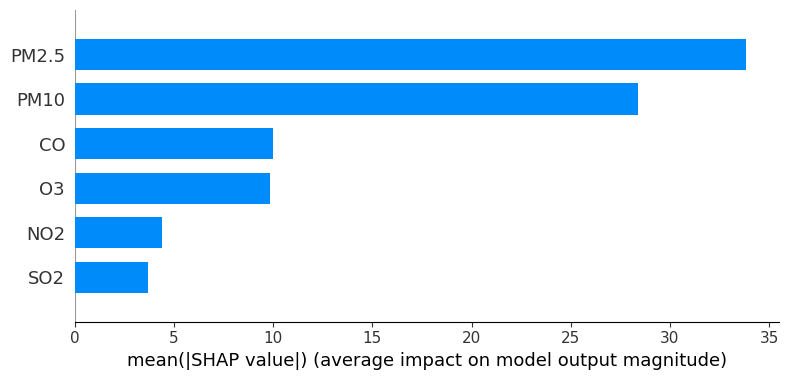 PM2.5
PM10
CO
O3
NO2
SO2
0 5 10 15 20 25 30 35
mean(|SHAP value|) (average impact on model output magnitude)